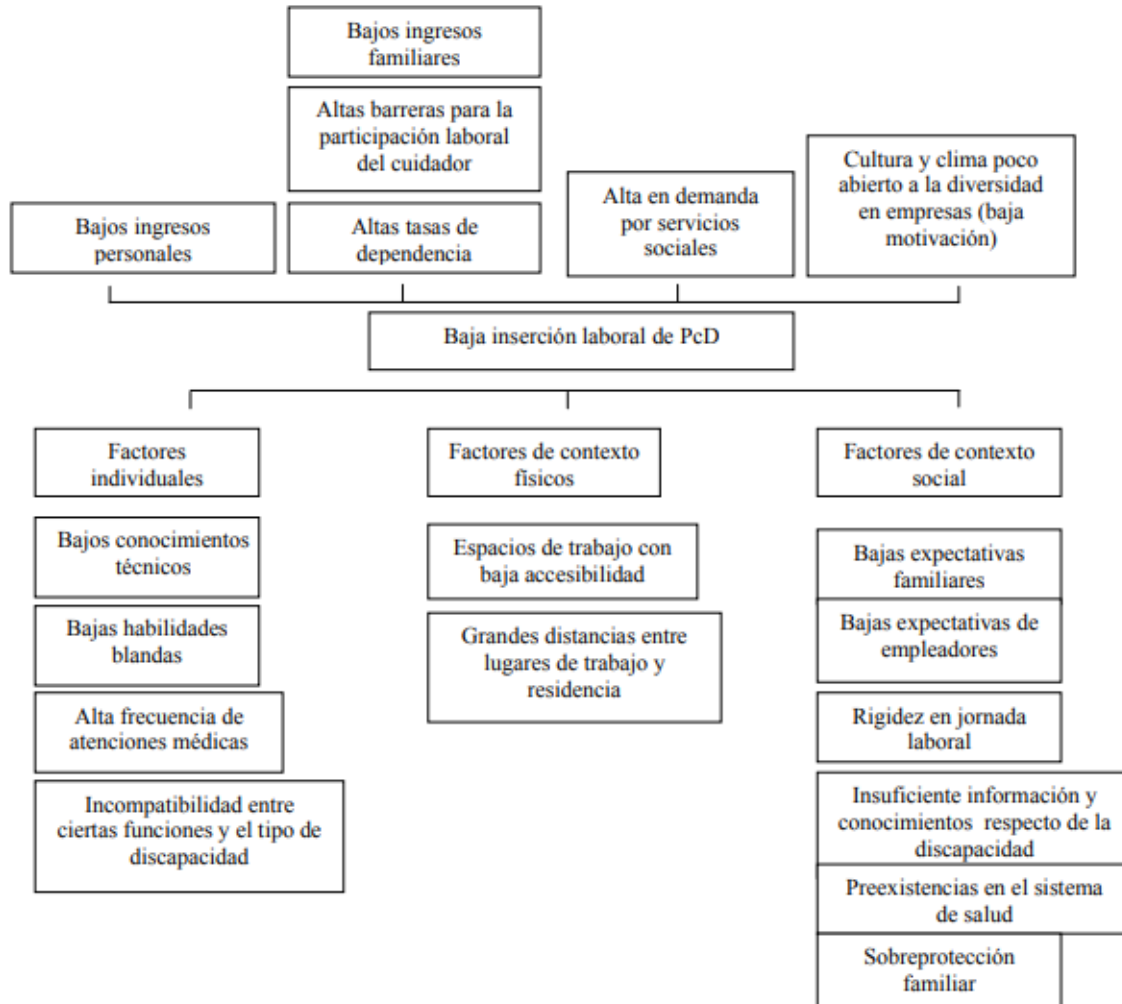 Bajos ingresos
familiares
Altas barreras para la
participación laboral
del cuidador
Bajos ingresos
personales
Altas tasas de
dependencia
Alta en demanda
por servicios
sociales
Cultura y clima poco
abierto a la diversidad
en empresas (baja
motivación)
Baja inserción laboral de PcD
Factores
individuales
Bajos conocimientos
técnicos
Bajas habilidades
blandas
Alta frecuencia de
atenciones médicas
Incompatibilidad entre
ciertas funciones y el tipo de
discapacidad
Factores de contexto
físicos
Espacios de trabajo con
baja accesibilidad
Grandes distancias entre
lugares de trabajo y
residencia
Factores de contexto
social
Bajas expectativas
familiares
Bajas expectativas de
empleadores
Rigidez en jornada
laboral
Insuficiente información y
conocimientos respecto de la
discapacidad
Preexistencias en el sistema
de salud
Sobreprotección
familiar